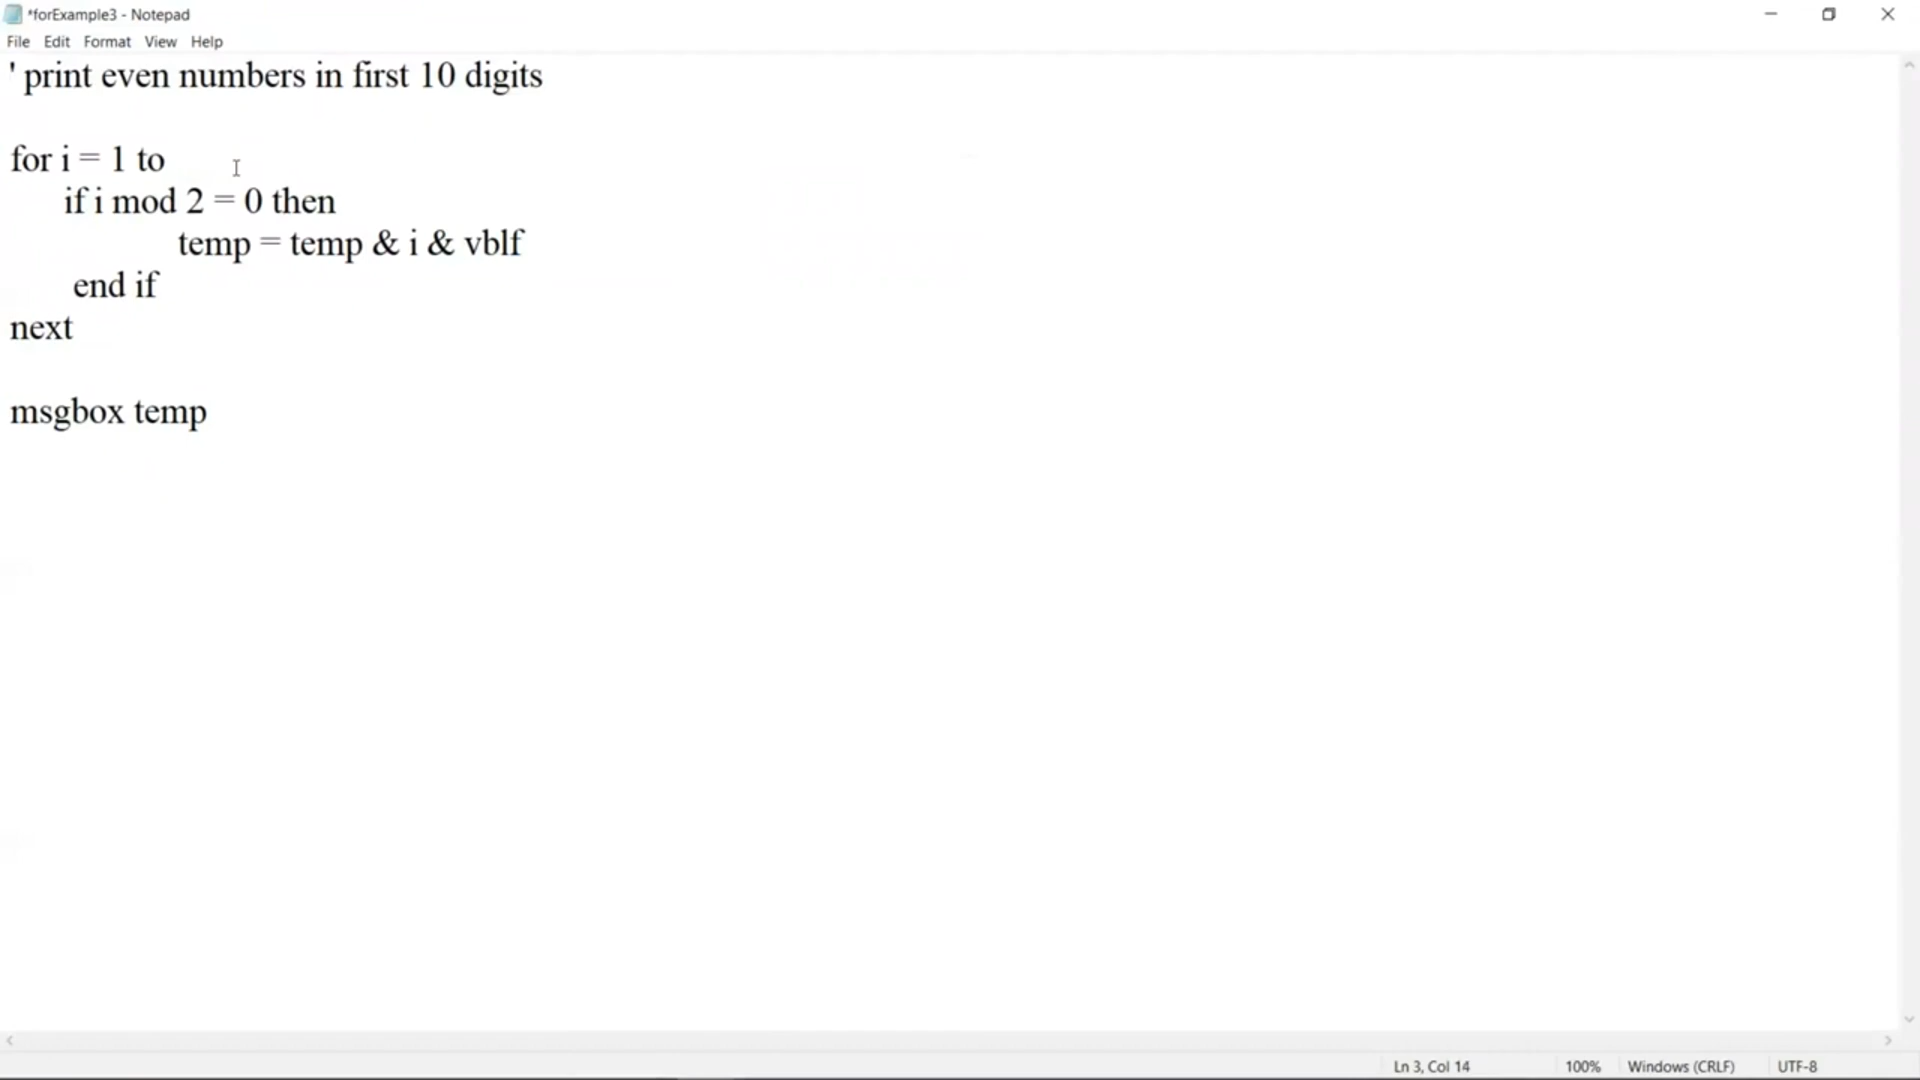 *forExample3 - Notepad
File Edit Format View Help
' print even numbers in first 10 digits
for i = 1 to
if i mod 2 = 0 then
temp = temp & i & vblf
end if
next
msgbox temp
Ln 3, Col 14 100% Windows (CRLF) UTF-8